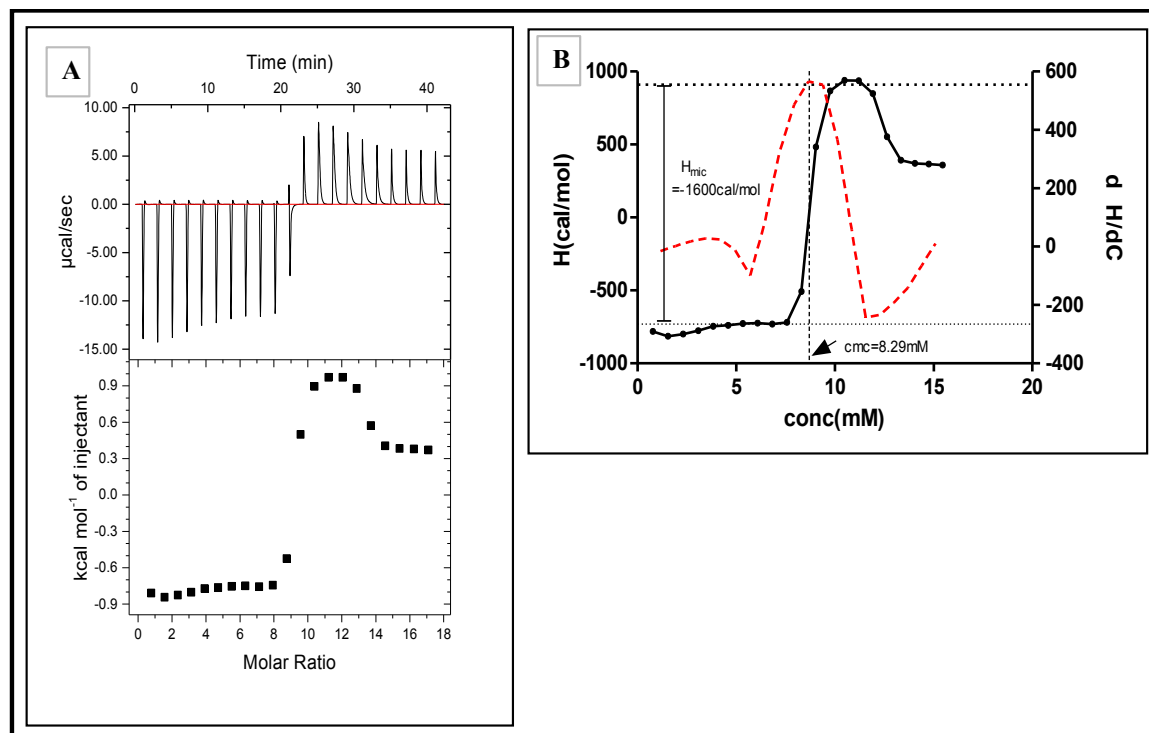 A
Time (min)
0 10 20 30 40
10.00
5.00
0.00
-5.00
-10.00
-15.00
µcal/sec
0.9
0.6
0.3
0.0
-0.3
-0.6
-0.9
kcal mol⁻¹ of injectant
0 2 4 6 8 10 12 14 16 18
Molar Ratio
B
1000
500
0
-500
-1000
H(cal/mol)
H mic
=-1600cal/mol
cmc=8.29mM
600
400
200
0
-200
-400
d H/dC
0 5 10 15 20
conc(mM)